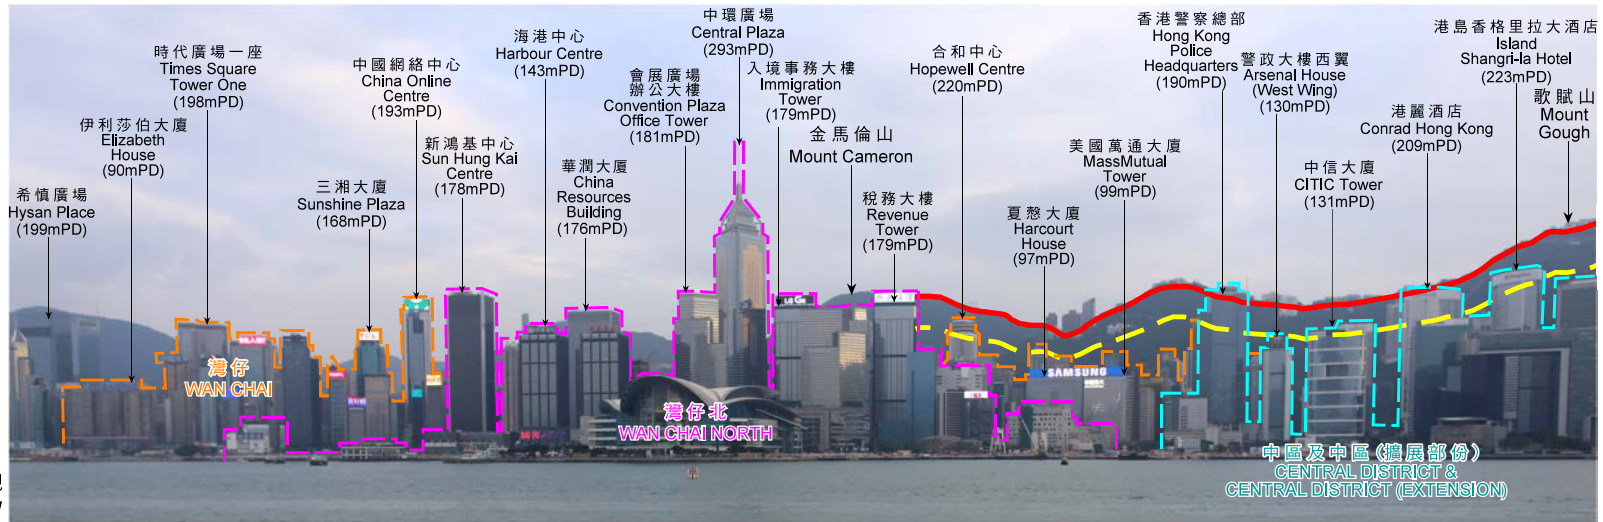 希慎廣場
Hysan Place
(199mPD)
伊利莎伯大廈
Elizabeth
House
(90mPD)
時代廣場一座
Times Square
Tower One
(198mPD)
三湘大廈
Sunshine Plaza
(168mPD)
中國網絡中心
China Online
Centre
(193mPD)
新鴻基中心
Sun Hung Kai
Centre
(178mPD)
海港中心
Harbour Centre
(143mPD)
華潤大厦
China
Resources
Building
(176mPD)
會展廣場
辦公大樓
Convention Plaza
Office Tower
(181mPD)
中環廣場
Central Plaza
(293mPD)
入境事務大樓
Immigration
Tower
(179mPD)
金馬倫山
Mount Cameron
稅務大樓
Revenue
Tower
(179mPD)
合和中心
Hopewell Centre
(220mPD)
夏慤大廈
Harcourt
House
(97mPD)
美國萬通大廈
MassMutual
Tower
(99mPD)
香港警察總部
Hong Kong
Police
Headquarters
(190mPD)
警政大樓西翼
Arsenal House
(West Wing)
(130mPD)
中信大廈
CITIC Tower
(131mPD)
港麗酒店
Conrad Hong Kong
(209mPD)
港島香格里拉大酒店
Island
Shangri-la Hotel
(223mPD)
歌賦山
Mount
Gough
LG
SAMSUNG
灣仔
WAN CHAI
灣仔北
WAN CHAI NORTH
中區及中區(擴展部份)
CENTRAL DISTRICT &
CENTRAL DISTRICT (EXTENSION)